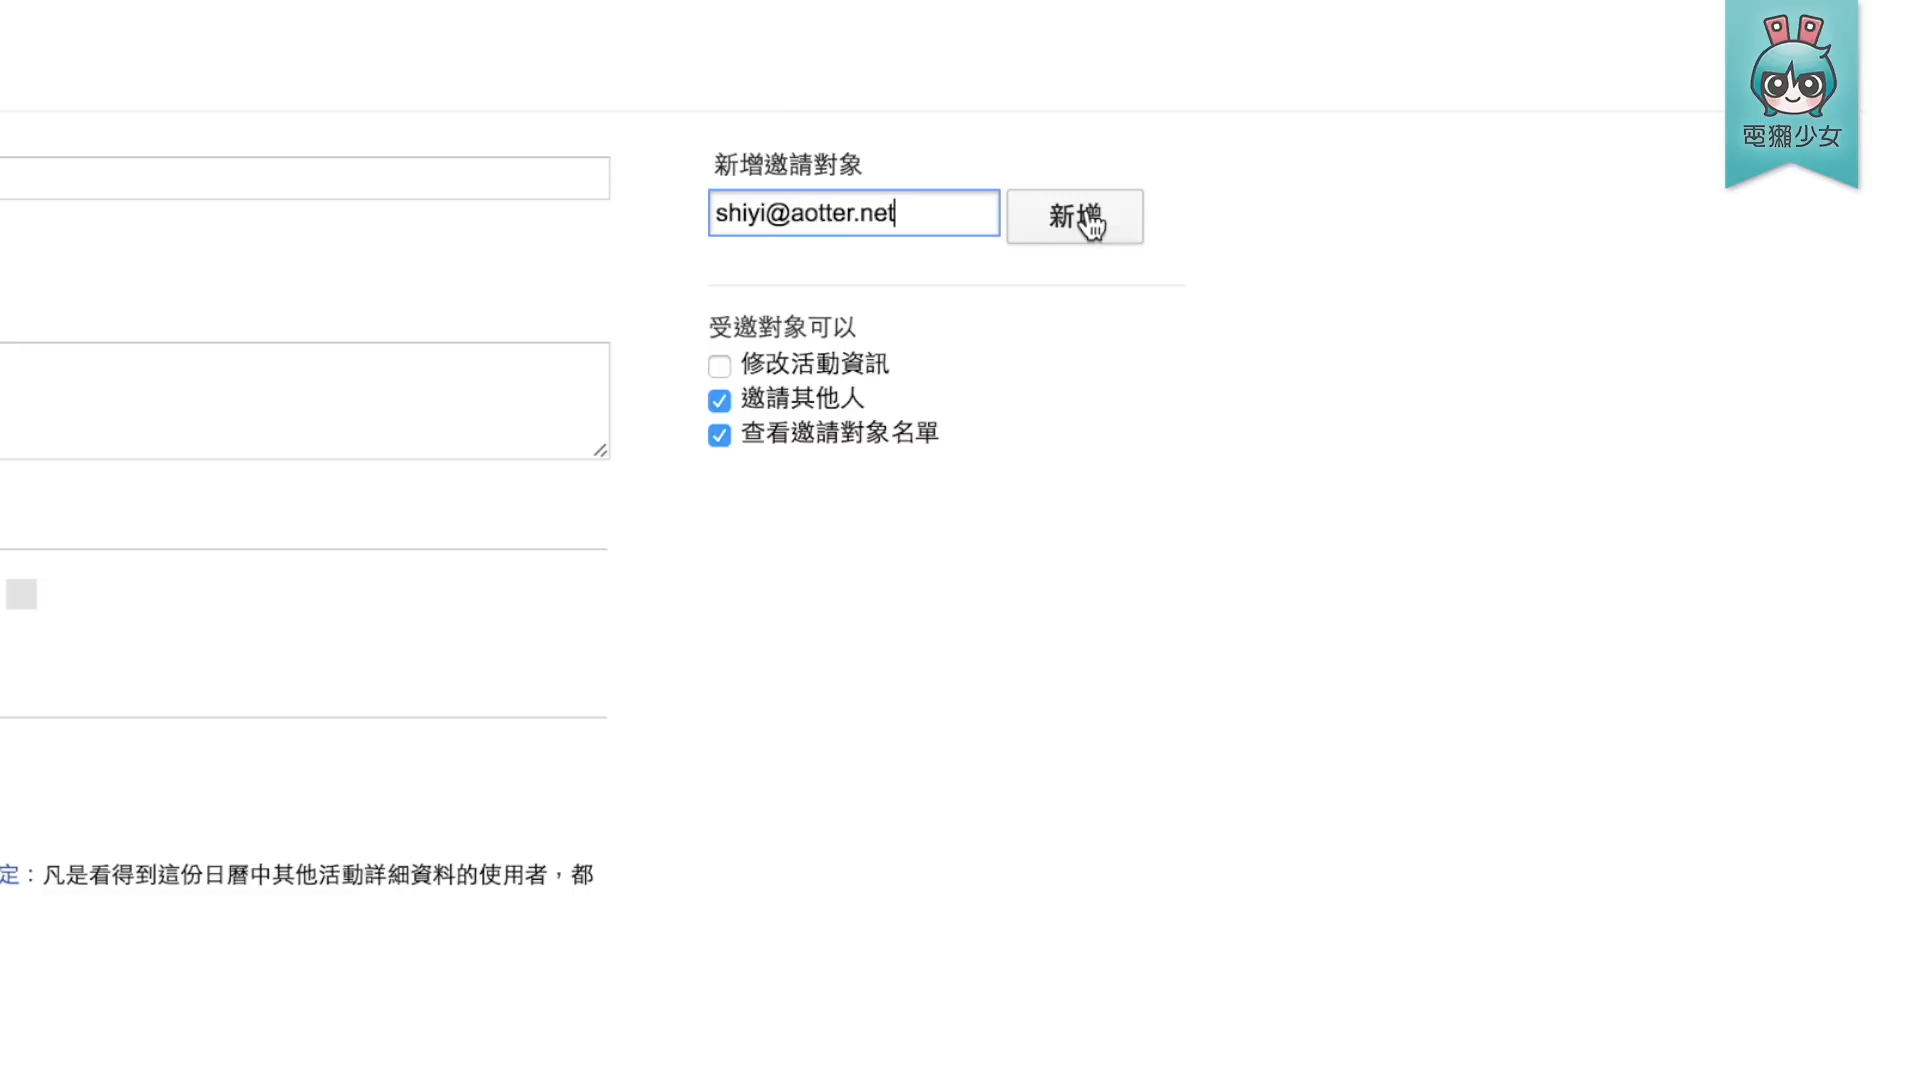 電獺少女
新增邀請對象
shiyi@aotter.net
新增
受邀對象可以
修改活動資訊
邀請其他人
查看邀請對象名單
定：凡是看得到這份日曆中其他活動詳細資料的使用者，都